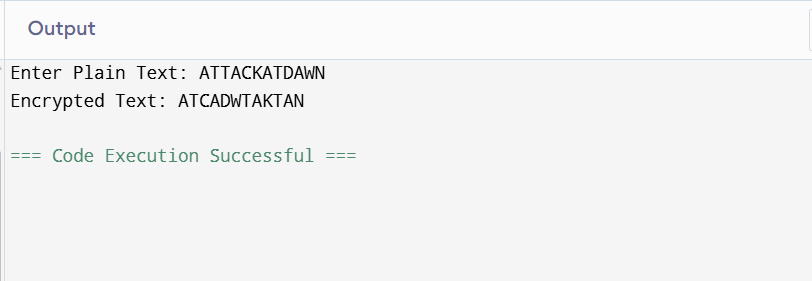 Output
Enter Plain Text: ATTACKATDAWN
Encrypted Text: ATCADWTAKTAN
=== Code Execution Successful ===